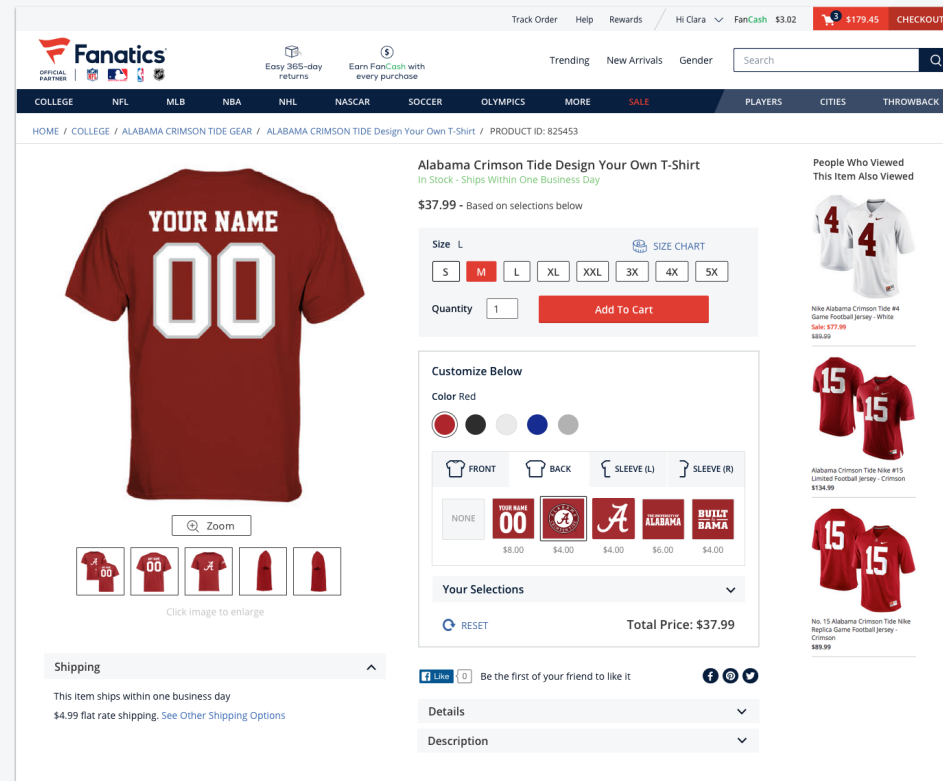 Track Order Help Rewards Hi Clara FanCash $3.02 3 $179.45 CHECKOUT
Fanatics
OFFICIAL PARTNER
Easy 365-day returns
Earn FanCash with every purchase
Trending New Arrivals Gender Search
COLLEGE NFL MLB NBA NHL NASCAR SOCCER OLYMPICS MORE SALE PLAYERS CITIES THROWBACK
HOME / COLLEGE / ALABAMA CRIMSON TIDE GEAR / ALABAMA CRIMSON TIDE Design Your Own T-Shirt / PRODUCT ID: 825453
YOUR NAME
00
Zoom
Click image to enlarge
Shipping
This item ships within one business day
$4.99 flat rate shipping. See Other Shipping Options
Alabama Crimson Tide Design Your Own T-Shirt
In Stock - Ships Within One Business Day
$37.99 - Based on selections below
Size L SIZE CHART
S M L XL XXL 3X 4X 5X
Quantity 1 Add To Cart
Customize Below
Color Red
FRONT BACK SLEEVE (L) SLEEVE (R)
NONE
YOUR NAME
00
A
A
ALABAMA
BUILT
BAMA
$8.00 $4.00 $4.00 $6.00 $4.00
Your Selections
RESET Total Price: $37.99
Like 0 Be the first of your friend to like it
Details
Description
People Who Viewed
This Item Also Viewed
4
4
Nike Alabama Crimson Tide #4
Game Football Jersey - White
Sale: $77.99
$89.99
15
15
Alabama Crimson Tide Nike #15
Limited Football Jersey - Crimson
$134.99
15
15
No. 15 Alabama Crimson Tide Nike
Replica Game Football Jersey -
Crimson
$89.99